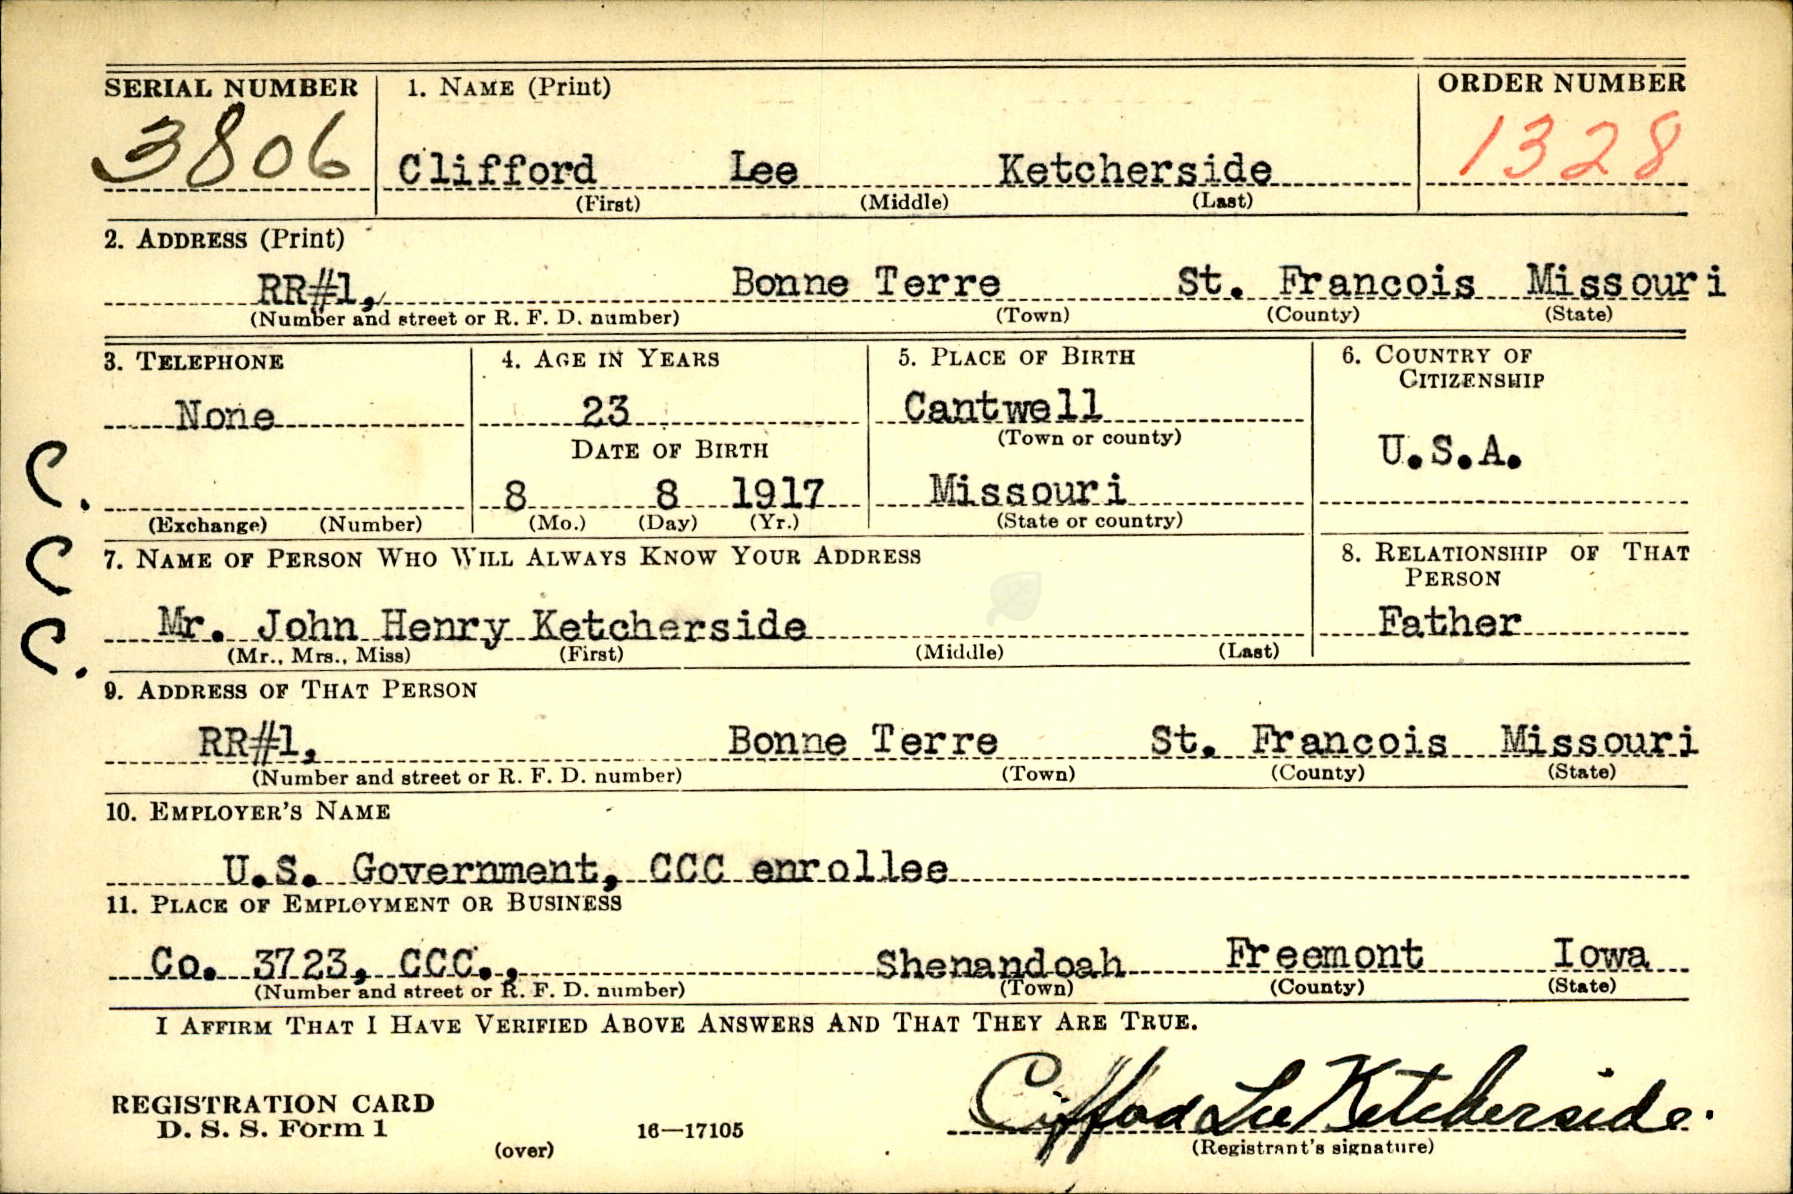 SERIAL NUMBER
3806
1. NAME (Print)
Clifford Lee Ketcherside
(First) (Middle) (Last)
ORDER NUMBER
1328
2. ADDRESS (Print)
RR#1, Bonne Terre St. Francois Missouri
(Number and street or R. F. D. number) (Town) (County) (State)
3. TELEPHONE
None
(Exchange) (Number)
4. AGE IN YEARS
23
DATE OF BIRTH
8 8 1917
(Mo.) (Day) (Yr.)
5. PLACE OF BIRTH
Cantwell
(Town or county)
Missouri
(State or country)
6. COUNTRY OF
CITIZENSHIP
U.S.A.
C.
C
C.
7. NAME OF PERSON WHO WILL ALWAYS KNOW YOUR ADDRESS
Mr. John Henry Ketcherside
(Mr., Mrs., Miss) (First) (Middle) (Last)
8. RELATIONSHIP OF THAT
PERSON
Father
9. ADDRESS OF THAT PERSON
RR#1, Bonne Terre St. Francois Missouri
(Number and street or R. F. D. number) (Town) (County) (State)
10. EMPLOYER'S NAME
U.S. Government, CCC enrollee
11. PLACE OF EMPLOYMENT OR BUSINESS
Co. 3723, CCC., Shenandoah Freemont Iowa
(Number and street or R. F. D. number) (Town) (County) (State)
I AFFIRM THAT I HAVE VERIFIED ABOVE ANSWERS AND THAT THEY ARE TRUE.
Cifford Lee Ketcherside.
(Registrant's signature)
REGISTRATION CARD
D. S. S. Form 1
(over)
16—17105